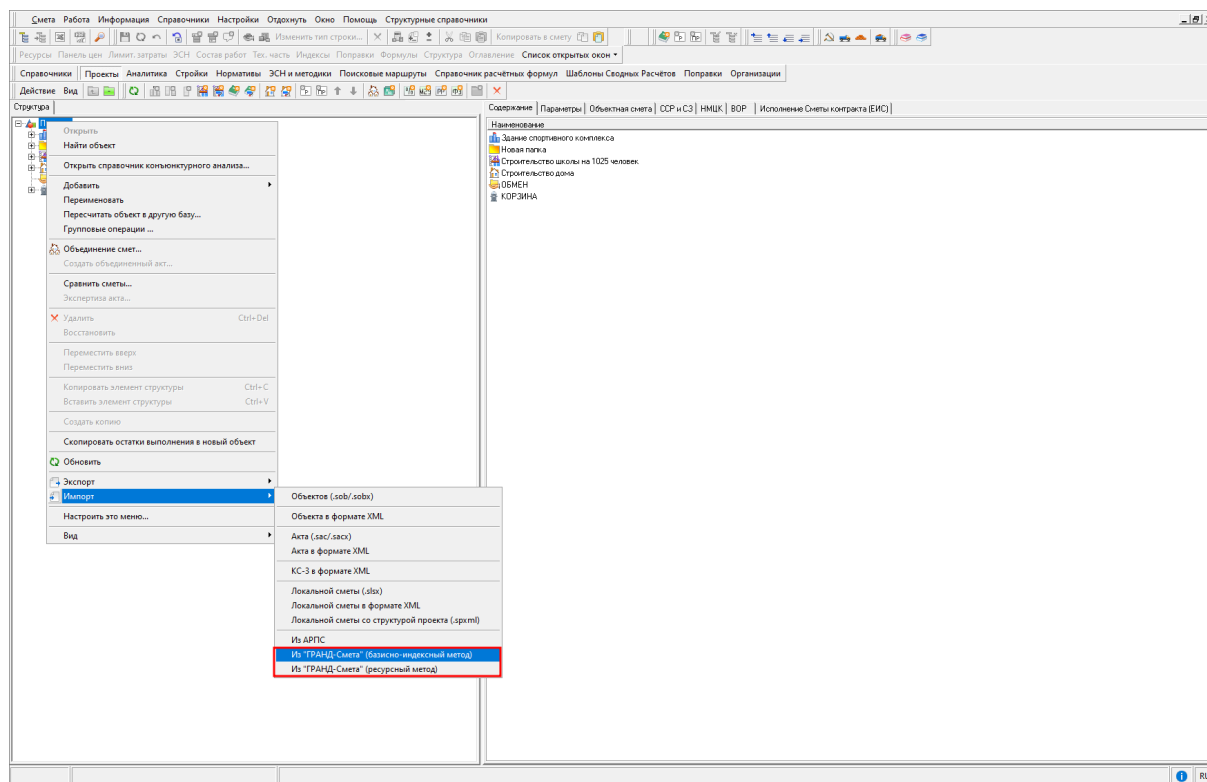 Смета Работа Информация Справочники Настройки Отдохнуть Окно Помощь Структурные справочники
Изменить тип строки... Копировать в смету
Ресурсы Панель цен Лимит. затраты ЭСН Состав работ Тех. часть Индексы Поправки Формулы Структура Оглавление Список открытых окон
Справочники Проекты Аналитика Стройки Нормативы ЭСН и методики Поисковые маршруты Справочник расчётных формул Шаблоны Сводных Расчётов Поправки Организации
Действие Вид
Структура
Содержание Параметры Объектная смета ССР и СЗ НМЦК ВОР Исполнение Сметы контракта (ЕИС)
Наименование
Здание спортивного комплекса
Новая папка
Строительство школы на 1025 человек
Строительство дома
ОБМЕН
КОРЗИНА
Открыть
Найти объект
Открыть справочник конъюнктурного анализа...
Добавить
Переименовать
Пересчитать объект в другую базу...
Групповые операции ...
Объединение смет...
Создать объединенный акт...
Сравнить сметы...
Экспертиза акта...
Удалить Ctrl+Del
Восстановить
Переместить вверх
Переместить вниз
Копировать элемент структуры Ctrl+C
Вставить элемент структуры Ctrl+V
Создать копию
Скопировать остатки выполнения в новый объект
Обновить
Экспорт
Импорт
Настроить это меню...
Вид
Объектов (.sob/.sobx)
Объекта в формате XML
Акта (.sac/.sacx)
Акта в формате XML
КС-3 в формате XML
Локальной сметы (.slsx)
Локальной сметы в формате XML
Локальной сметы со структурой проекта (.spxml)
Из АРПС
Из "ГРАНД-Смета" (базисно-индексный метод)
Из "ГРАНД-Смета" (ресурсный метод)
RU